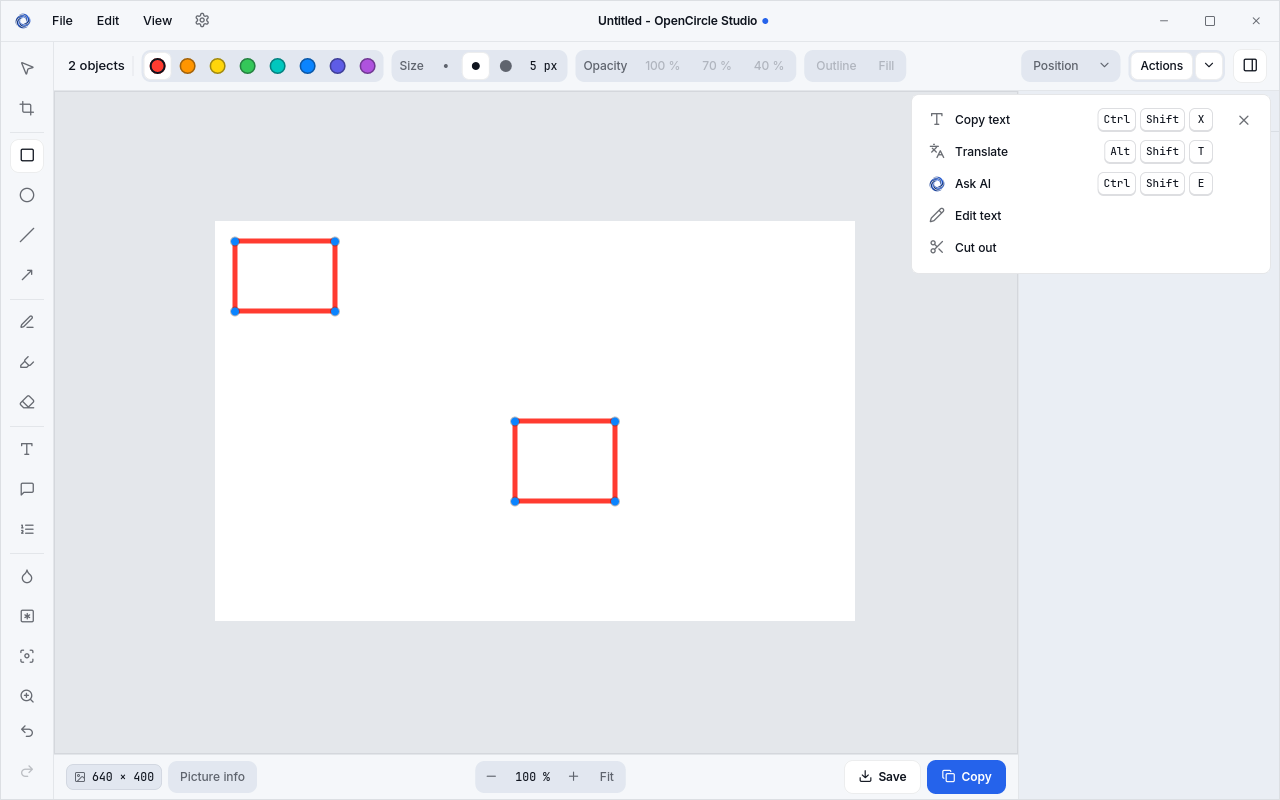 File Edit View Untitled - OpenCircle Studio
2 objects Size 5 px Opacity 100 % 70 % 40 % Outline Fill Position Actions
Copy text Ctrl Shift X
Translate Alt Shift T
Ask AI Ctrl Shift E
Edit text
Cut out
640 × 400 Picture info 100 % Fit Save Copy